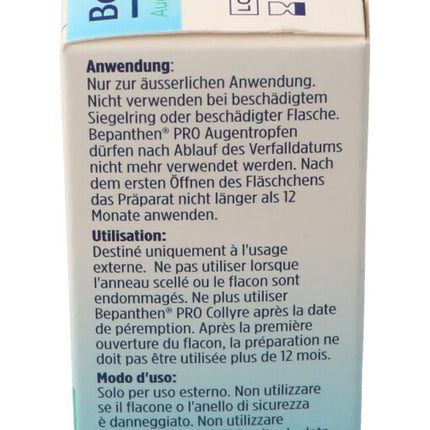 LO
Anwendung:
Nur zur äusserlichen Anwendung.
Nicht verwenden bei beschädigtem
Siegelring oder beschädigter Flasche.
Bepanthen® PRO Augentropfen
dürfen nach Ablauf des Verfalldatums
nicht mehr verwendet werden. Nach
dem ersten Öffnen des Fläschchens
das Präparat nicht länger als 12
Monate anwenden.
Utilisation:
Destiné uniquement à l'usage
externe. Ne pas utiliser lorsque
l'anneau scellé ou le flacon sont
endommagés. Ne plus utiliser
Bepanthen® PRO Collyre après la date
de péremption. Après la première
ouverture du flacon, la préparation ne
doit pas être utilisée plus de 12 mois.
Modo d'uso:
Solo per uso esterno. Non utilizzare
se il flacone o l'anello di sicurezza
è danneggiato. Non utilizzare